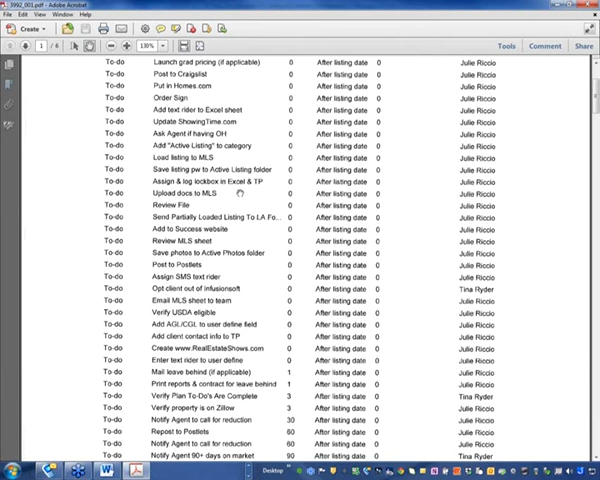 3992_001.pdf - Adobe Acrobat
File Edit View Window Help
Create
1 / 6 130% Tools Comment Share
To-do Launch grad pricing (if applicable) 0 After listing date 0 Julie Riccio
To-do Post to Craigslist 0 After listing date 0 Julie Riccio
To-do Put in Homes.com 0 After listing date 0 Julie Riccio
To-do Order Sign 0 After listing date 0 Julie Riccio
To-do Add text rider to Excel sheet 0 After listing date 0 Julie Riccio
To-do Update ShowingTime.com 0 After listing date 0 Julie Riccio
To-do Ask Agent if having OH 0 After listing date 0 Julie Riccio
To-do Add "Active Listing" to category 0 After listing date 0 Julie Riccio
To-do Load listing to MLS 0 After listing date 0 Julie Riccio
To-do Save listing pw to Active Listing folder 0 After listing date 0 Julie Riccio
To-do Assign & log lockbox in Excel & TP 0 After listing date 0 Julie Riccio
To-do Upload docs to MLS 0 After listing date 0 Julie Riccio
To-do Review File 0 After listing date 0 Julie Riccio
To-do Send Partially Loaded Listing To LA Fo... 0 After listing date 0 Julie Riccio
To-do Add to Success website 0 After listing date 0 Julie Riccio
To-do Review MLS sheet 0 After listing date 0 Julie Riccio
To-do Save photos to Active Photos folder 0 After listing date 0 Julie Riccio
To-do Post to Postlets 0 After listing date 0 Julie Riccio
To-do Assign SMS text rider 0 After listing date 0 Julie Riccio
To-do Opt client out of Infusionsoft 0 After listing date 0 Tina Ryder
To-do Email MLS sheet to team 0 After listing date 0 Julie Riccio
To-do Verify USDA eligible 0 After listing date 0 Julie Riccio
To-do Add AGL/CGL to user define field 0 After listing date 0 Julie Riccio
To-do Add client contact info to TP 0 After listing date 0 Julie Riccio
To-do Create www.RealEstateShows.com 0 After listing date 0 Julie Riccio
To-do Enter text rider to user define 0 After listing date 0 Julie Riccio
To-do Mail leave behind (if applicable) 1 After listing date 0 Julie Riccio
To-do Print reports & contract for leave behind 1 After listing date 0 Julie Riccio
To-do Verify Plan To-Do's Are Complete 3 After listing date 0 Tina Ryder
To-do Verify property is on Zillow 3 After listing date 0 Julie Riccio
To-do Notify Agent to call for reduction 30 After listing date 0 Julie Riccio
To-do Repost to Postlets 60 After listing date 0 Julie Riccio
To-do Notify Agent to call for reduction 60 After listing date 0 Julie Riccio
To-do Notify Agent 90+ days on market 90 After listing date 0 Tina Ryder
Desktop